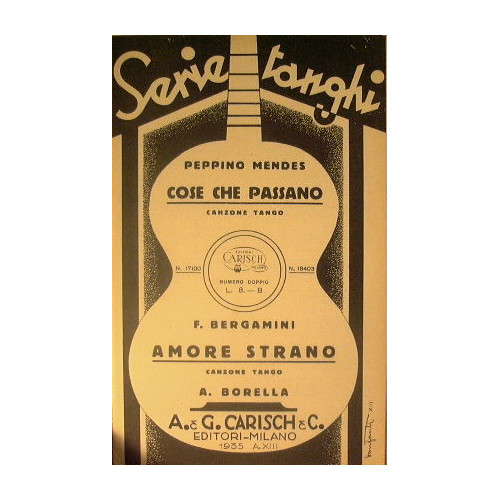 Serie tanghi
PEPPINO MENDES
COSE CHE PASSANO
CANZONE TANGO
EDIZIONI
CARISCH
MILANO
N. 17100 N. 18403
NUMERO DOPPIO
L. 8.- B
F. BERGAMINI
AMORE STRANO
CANZONE TANGO
A. BORELLA
A. & G. CARISCH & C.
EDITORI-MILANO
1935 A.XIII
XII